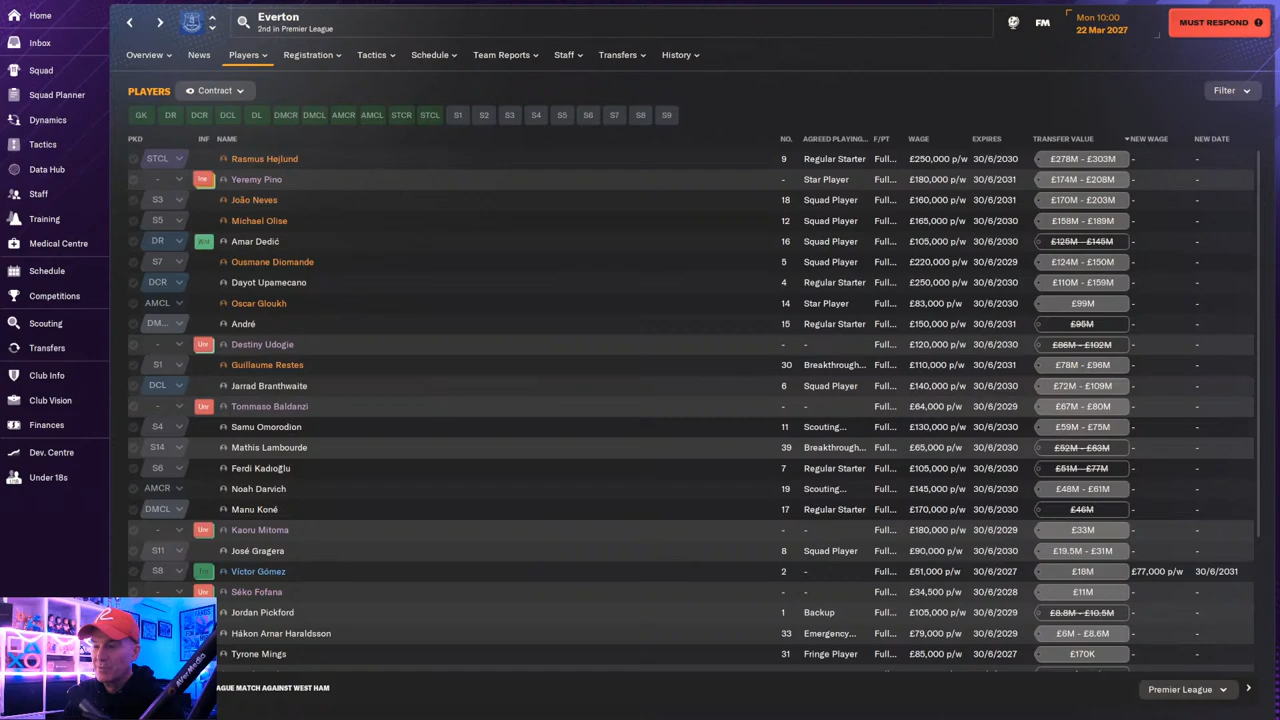 Home
Inbox
Squad
Squad Planner
Dynamics
Tactics
Data Hub
Staff
Training
Medical Centre
Schedule
Competitions
Scouting
Transfers
Club Info
Club Vision
Finances
Dev. Centre
Under 18s
Everton
2nd in Premier League
FM
Mon 10:00
22 Mar 2027
MUST RESPOND
Overview News Players Registration Tactics Schedule Team Reports Staff Transfers History
PLAYERS Contract Filter
GK DR DCR DCL DL DMCR DMCL AMCR AMCL STCR STCL S1 S2 S3 S4 S5 S6 S7 S8 S9
PKD INF NAME NO. AGREED PLAYING... F/PT WAGE EXPIRES TRANSFER VALUE NEW WAGE NEW DATE
STCL Rasmus Højlund 9 Regular Starter Full... £250,000 p/w 30/6/2030 £278M - £303M - -
- Ine Yeremy Pino - Star Player Full... £180,000 p/w 30/6/2031 £174M - £208M - -
S3 João Neves 18 Squad Player Full... £160,000 p/w 30/6/2031 £170M - £203M - -
S5 Michael Olise 12 Squad Player Full... £165,000 p/w 30/6/2030 £158M - £189M - -
DR Wnt Amar Dedić 16 Squad Player Full... £105,000 p/w 30/6/2030 £125M - £145M - -
S7 Ousmane Diomande 5 Squad Player Full... £220,000 p/w 30/6/2029 £124M - £150M - -
DCR Dayot Upamecano 4 Regular Starter Full... £250,000 p/w 30/6/2030 £110M - £159M - -
AMCL Oscar Gloukh 14 Star Player Full... £83,000 p/w 30/6/2030 £99M - -
DM... André 15 Regular Starter Full... £150,000 p/w 30/6/2031 £95M - -
- Unr Destiny Udogie - - Full... £120,000 p/w 30/6/2030 £86M - £102M - -
S1 Guillaume Restes 30 Breakthrough... Full... £110,000 p/w 30/6/2031 £78M - £96M - -
DCL Jarrad Branthwaite 6 Squad Player Full... £140,000 p/w 30/6/2030 £72M - £109M - -
- Unr Tommaso Baldanzi - - Full... £64,000 p/w 30/6/2029 £67M - £80M - -
S4 Samu Omorodion 11 Scouting... Full... £130,000 p/w 30/6/2030 £59M - £75M - -
S14 Mathis Lambourde 39 Breakthrough... Full... £65,000 p/w 30/6/2030 £52M - £63M - -
S6 Ferdi Kadıoğlu 7 Regular Starter Full... £105,000 p/w 30/6/2030 £51M - £77M - -
AMCR Noah Darvich 19 Scouting... Full... £145,000 p/w 30/6/2030 £48M - £61M - -
DMCL Manu Koné 17 Regular Starter Full... £170,000 p/w 30/6/2030 £46M - -
- Unr Kaoru Mitoma - - Full... £180,000 p/w 30/6/2029 £33M - -
S11 José Gragera 8 Squad Player Full... £90,000 p/w 30/6/2030 £19.5M - £31M - -
S8 Víctor Gómez 2 - Full... £51,000 p/w 30/6/2027 £18M £77,000 p/w 30/6/2031
Unr Séko Fofana - - Full... £34,500 p/w 30/6/2028 £11M - -
Jordan Pickford 1 Backup Full... £105,000 p/w 30/6/2029 £8.8M - £10.5M - -
Hákon Arnar Haraldsson 33 Emergency... Full... £79,000 p/w 30/6/2030 £6M - £8.6M - -
Tyrone Mings 31 Fringe Player Full... £85,000 p/w 30/6/2027 £170K - -
AGUE MATCH AGAINST WEST HAM
Premier League